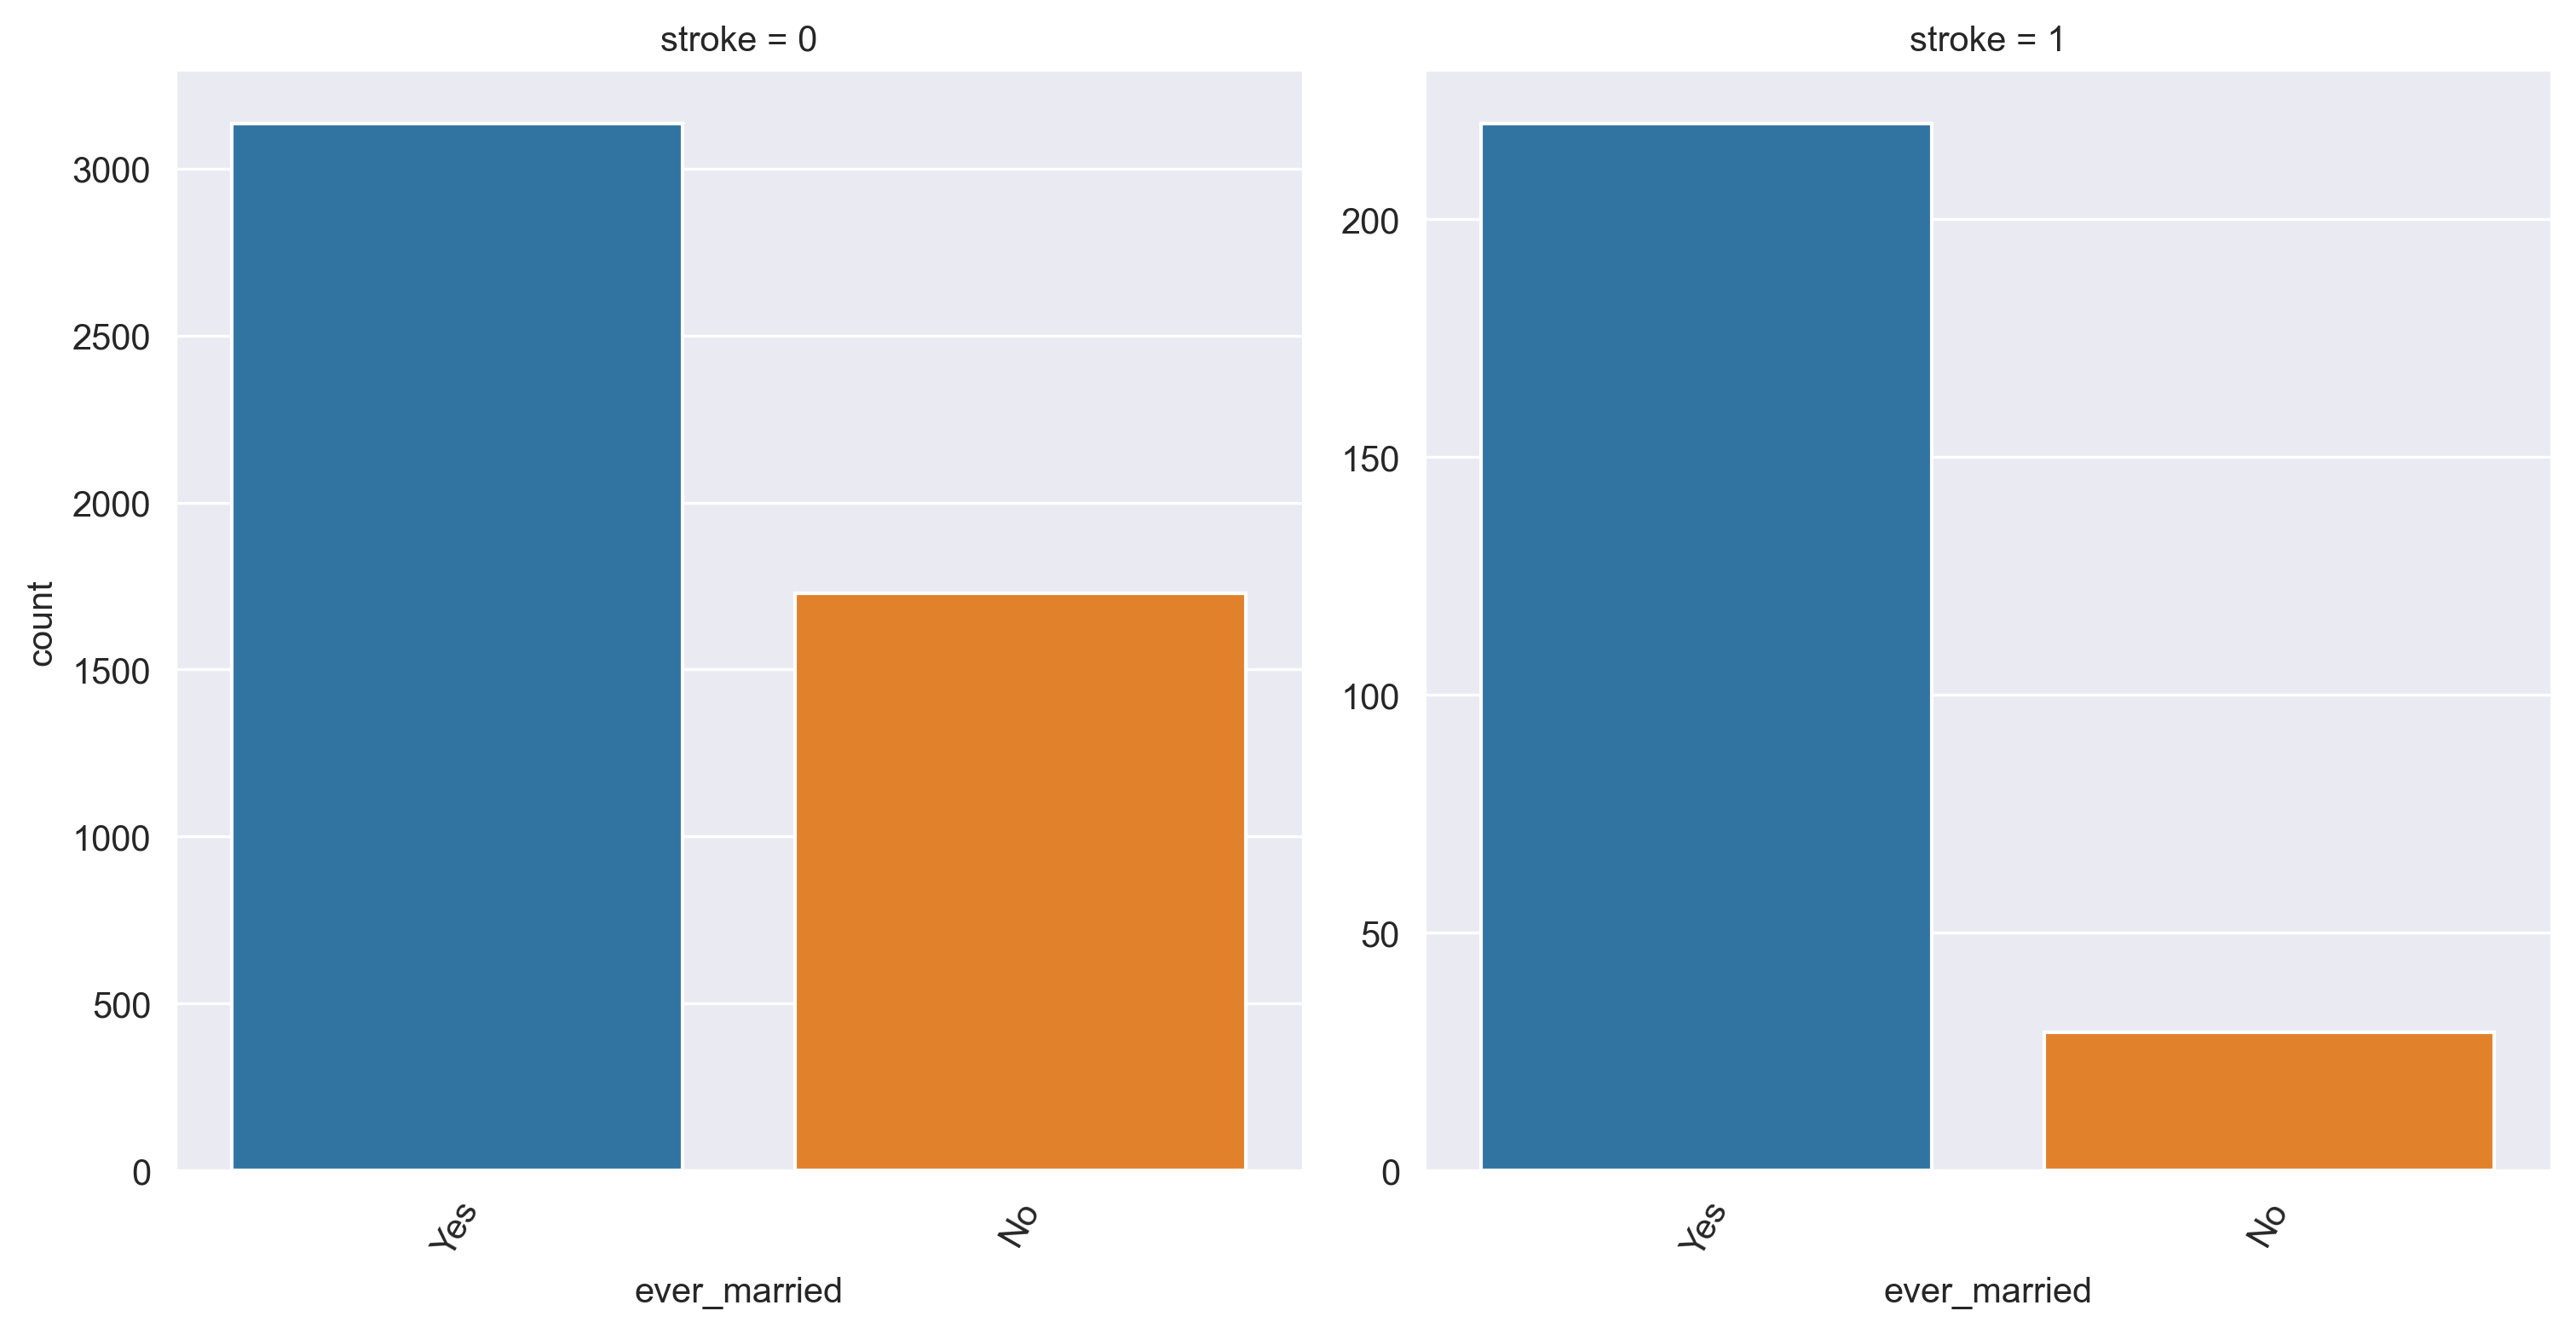 stroke = 0
3000
2500
2000
1500
1000
500
0
count
Yes
No
ever_married
stroke = 1
200
150
100
50
0
Yes
No
ever_married